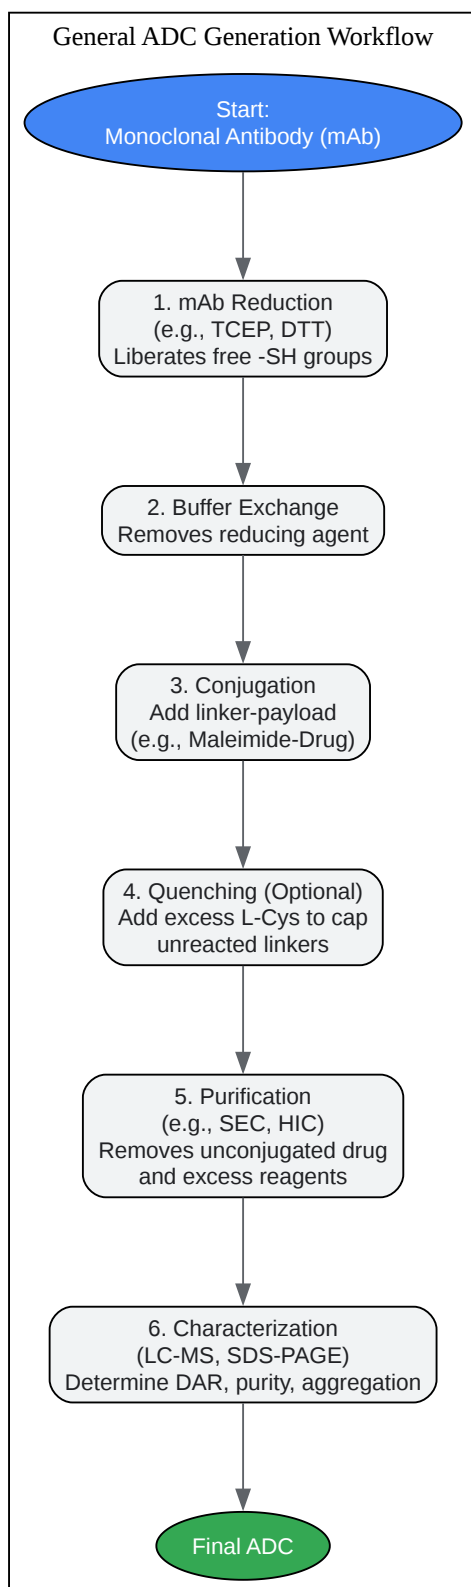 General ADC Generation Workflow
Start:
Monoclonal Antibody (mAb)
1. mAb Reduction
(e.g., TCEP, DTT)
Liberates free -SH groups
2. Buffer Exchange
Removes reducing agent
3. Conjugation
Add linker-payload
(e.g., Maleimide-Drug)
4. Quenching (Optional)
Add excess L-Cys to cap
unreacted linkers
5. Purification
(e.g., SEC, HIC)
Removes unconjugated drug
and excess reagents
6. Characterization
(LC-MS, SDS-PAGE)
Determine DAR, purity, aggregation
Final ADC